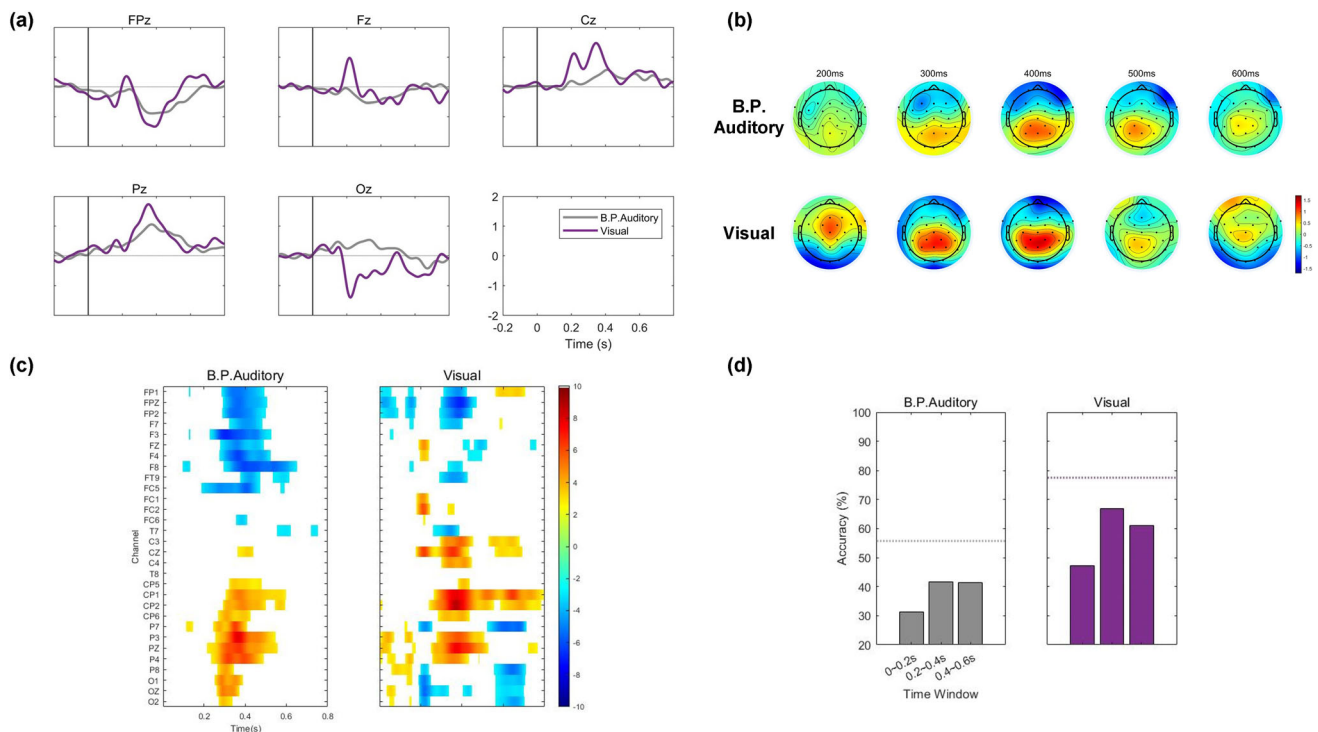 (a)
FPz
Fz
Cz
Pz
Oz
2
1
0
-1
-2
B.P.Auditory
Visual
-0.2
0
0.2
0.4
0.6
Time (s)
(b)
200ms
300ms
400ms
500ms
600ms
B.P.
Auditory
Visual
1.5
1
0.5
0
-0.5
-1
-1.5
(c)
B.P.Auditory
Visual
Channel
FP1
FPZ
FP2
F7
F3
FZ
F4
F8
FT9
FC5
FC1
FC2
FC6
T7
C3
CZ
C4
T8
CP5
CP1
CP2
CP6
P7
P3
PZ
P4
P8
O1
OZ
O2
0.2
0.4
0.6
0.8
Time(s)
10
8
6
4
2
0
-2
-4
-6
-8
-10
(d)
B.P.Auditory
Visual
Accuracy (%)
100
90
80
70
60
50
40
30
20
0~0.2s
0.2~0.4s
0.4~0.6s
Time Window